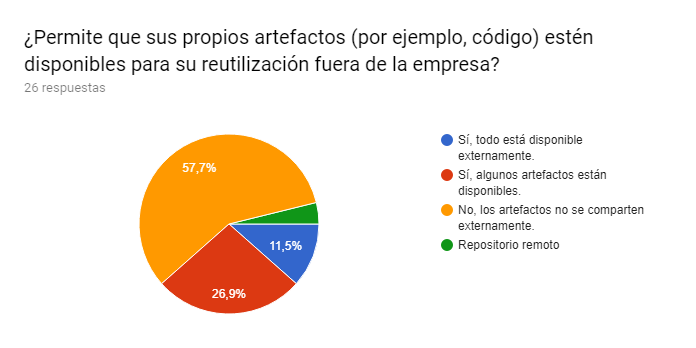 ¿Permite que sus propios artefactos (por ejemplo, código) estén
disponibles para su reutilización fuera de la empresa?
26 respuestas
57,7%
11,5%
26,9%
Sí, todo está disponible
externamente.
Sí, algunos artefactos están
disponibles.
No, los artefactos no se comparten
externamente.
Repositorio remoto